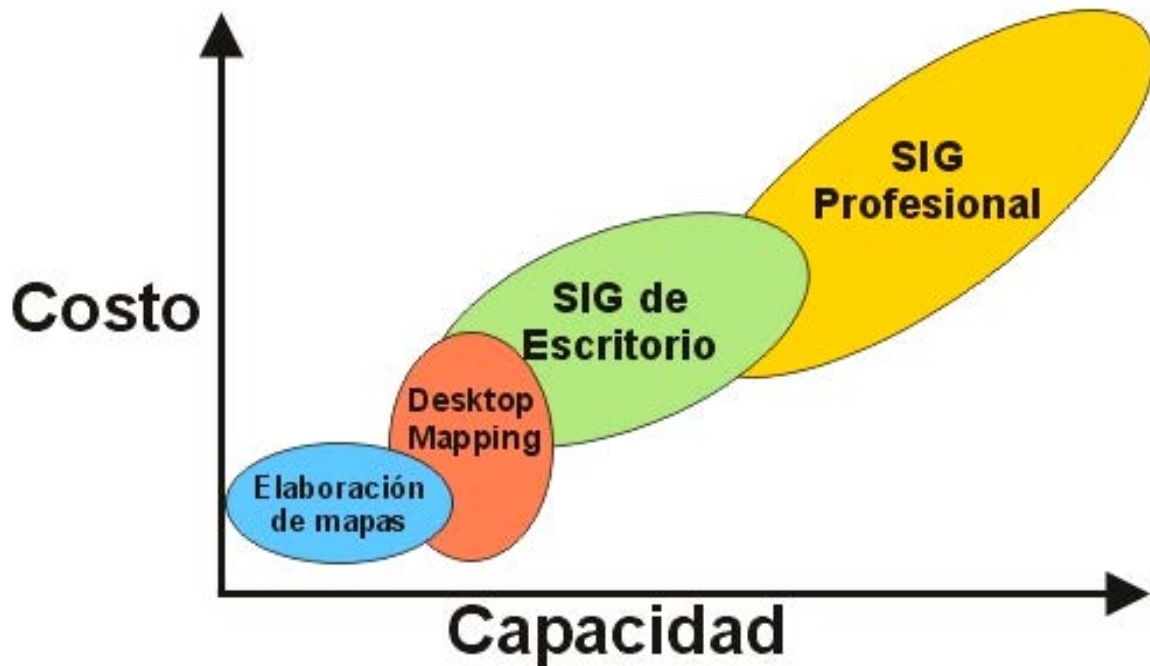 SIG
Profesional
SIG de
Escritorio
Costo
Desktop
Mapping
Elaboración
de mapas
Capacidad